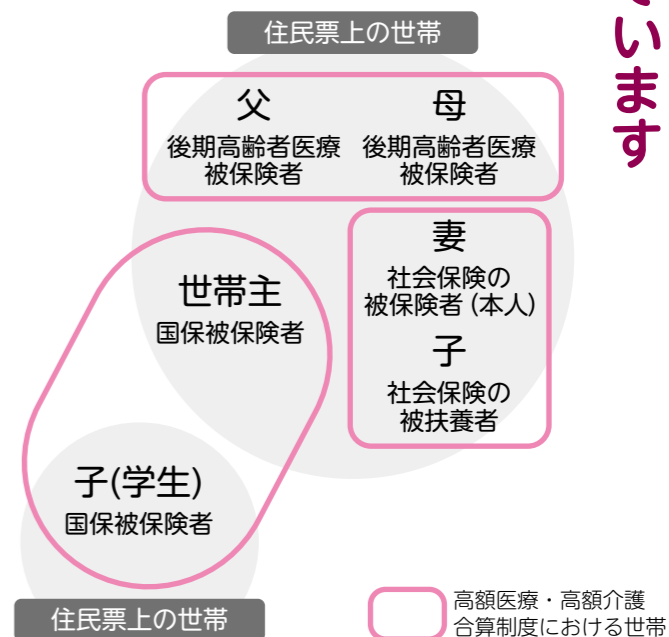 住民票上の世帯
います
父
後期高齢者医療
被保険者
母
後期高齢者医療
被保険者
妻
社会保険の
被保険者(本人)
子
社会保険の
被扶養者
世帯主
国保被保険者
子(学生)
国保被保険者
住民票上の世帯
高額医療・高額介護
合算制度における世帯